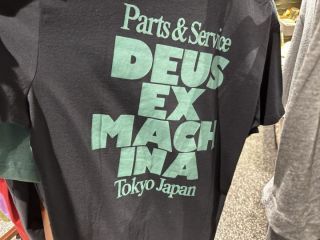 Parts & Service
DEUS
EX
MACH
INA
Tokyo Japan